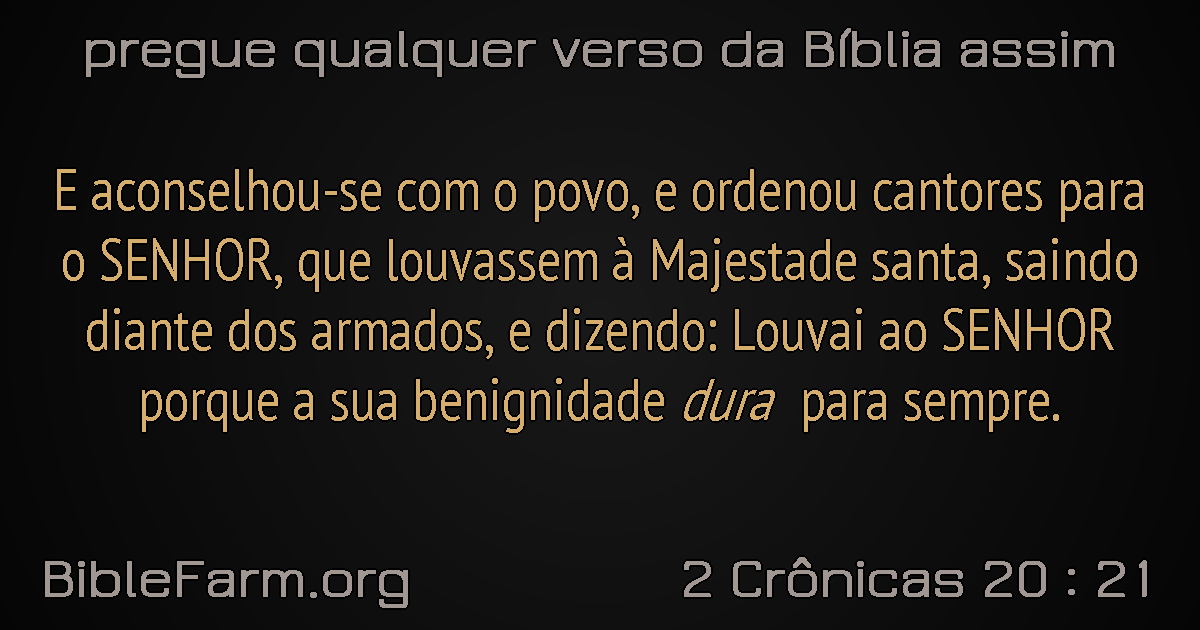 pregue qualquer verso da Bíblia assim
E aconselhou-se com o povo, e ordenou cantores para
o SENHOR, que louvassem à Majestade santa, saindo
diante dos armados, e dizendo: Louvai ao SENHOR
porque a sua benignidade dura para sempre.
BibleFarm.org
2 Crônicas 20 : 21